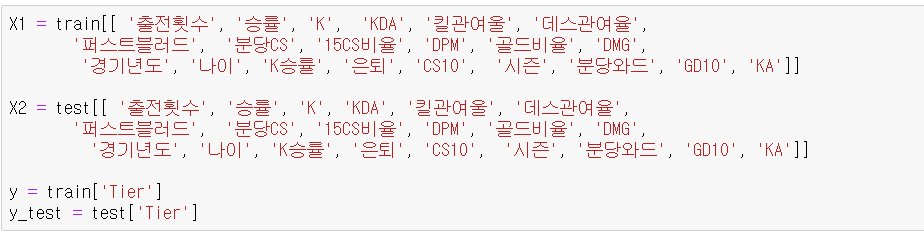 X1 = train[[ '출전횟수', '승률', 'K',  'KDA', '킬관여울', '데스관여율',
'퍼스트블러드',  '분당CS', '15CS비율', 'DPM', '골드비율', 'DMG',
'경기년도', '나이', 'K승률', '은퇴', 'CS10',  '시즌', '분당와드', 'GD10', 'KA']]
X2 = test[[ '출전횟수', '승률', 'K',  'KDA', '킬관여울', '데스관여율',
'퍼스트블러드',  '분당CS', '15CS비율', 'DPM', '골드비율', 'DMG',
'경기년도', '나이', 'K승률', '은퇴', 'CS10',  '시즌', '분당와드', 'GD10', 'KA']]
y = train['Tier']
y_test = test['Tier']